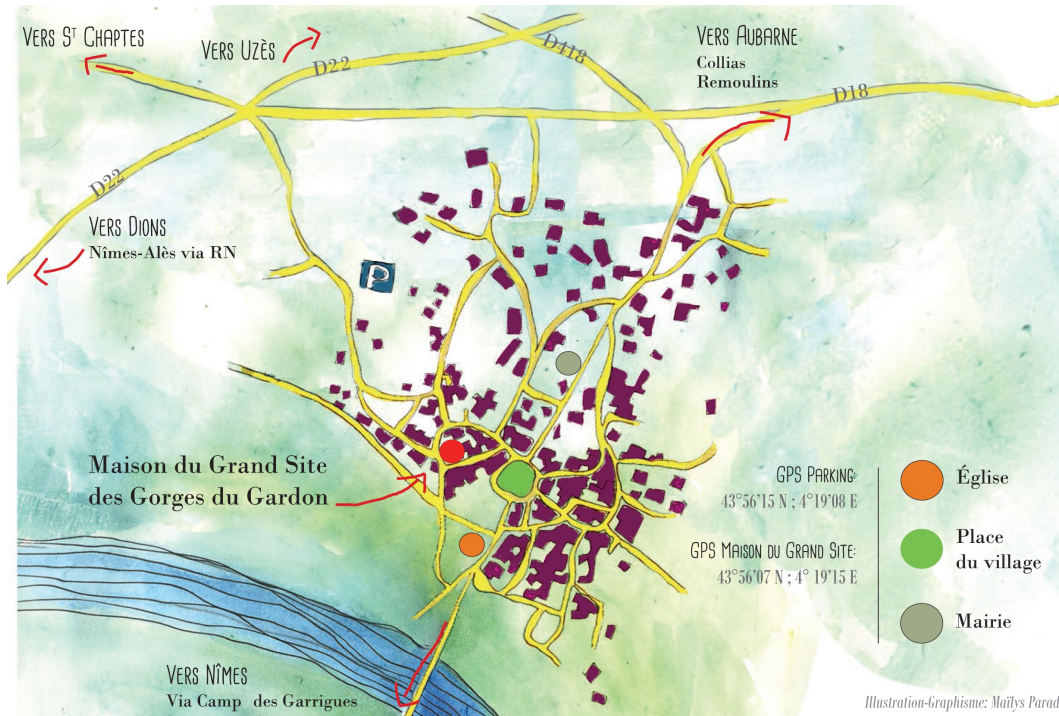 VERS ST CHAPTES
VERS UZÈS
D22
D418
VERS AUBARNE
Collias
Remoulins
D18
D22
VERS DIONS
Nîmes-Alès via RN
P
Maison du Grand Site
des Gorges du Gardon
GPS PARKING:
43°56'15 N ; 4°19'08 E
GPS MAISON DU GRAND SITE:
43°56'07 N ; 4° 19'15 E
Église
Place
du village
Mairie
VERS NÎMES
Via Camp des Garrigues
Illustration-Graphisme: Maïlys Parad